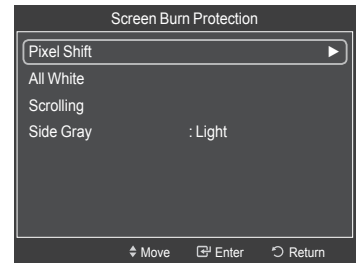 Screen Burn Protection
Pixel Shift
All White
Scrolling
Side Gray : Light
Move Enter Return